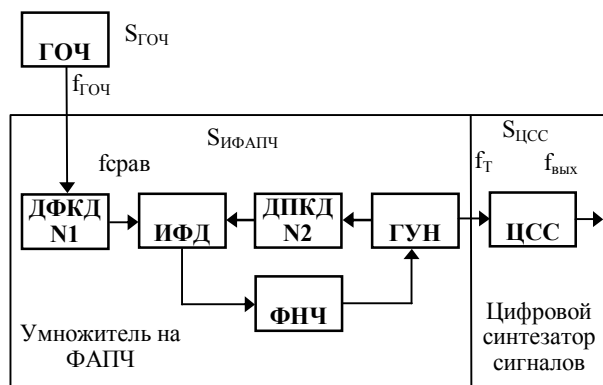 ГОЧ
SГОЧ
fГОЧ
SИФАПЧ
SЦСС
fсрав
fТ
fвых
ДФКД
N1
ИФД
ДПКД
N2
ГУН
ЦСС
ФНЧ
Умножитель на
ФАПЧ
Цифровой
синтезатор
сигналов